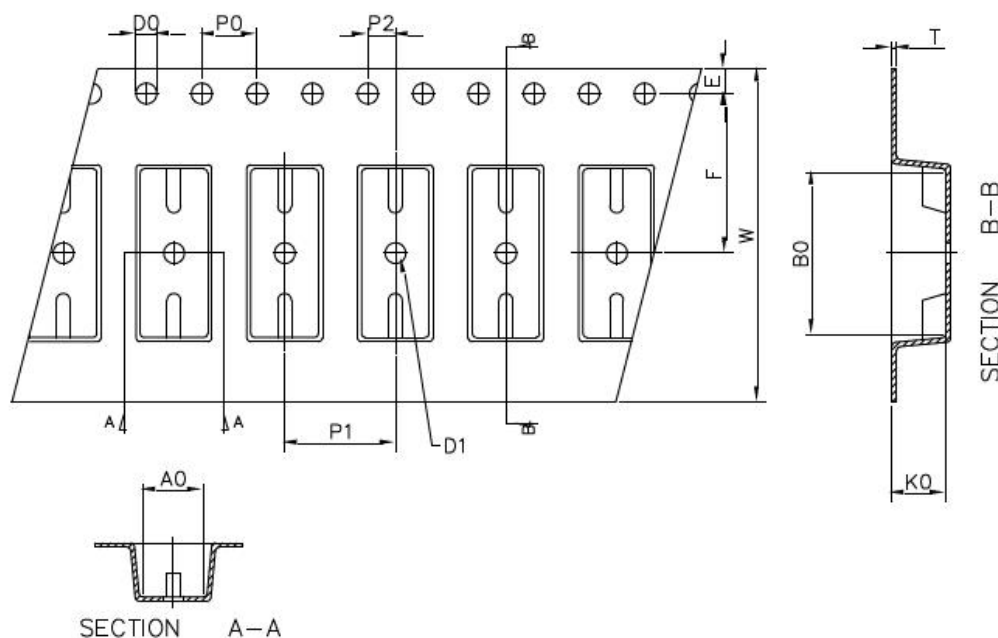 D0
P0
P2
B
T
E
F
W
B0
SECTION B-B
A
A
P1
B
D1
K0
A0
SECTION A-A